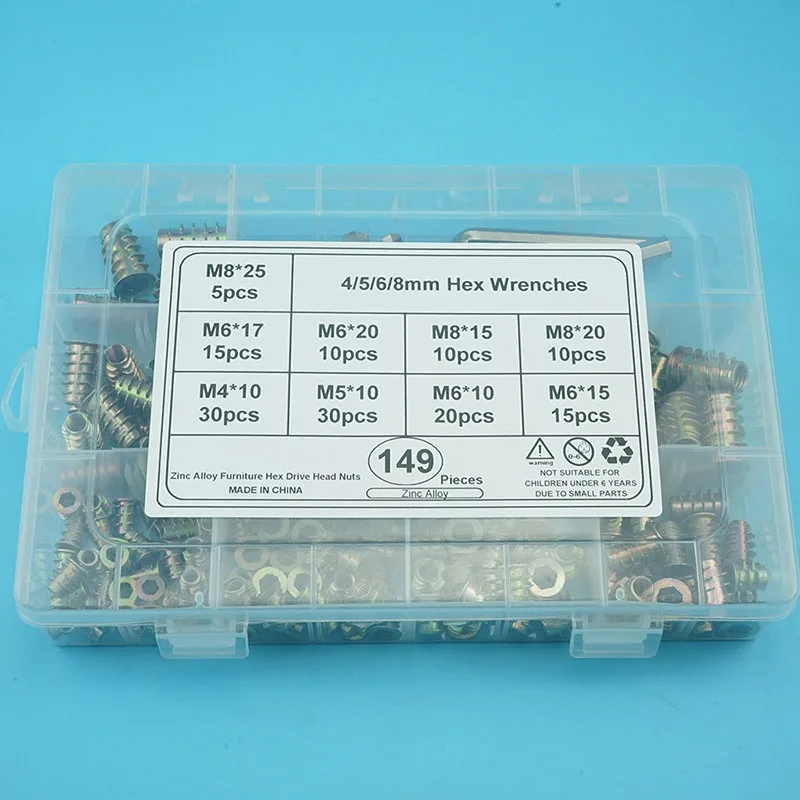 M8*25
5pcs
4/5/6/8mm Hex Wrenches
M6*17
15pcs
M6*20
10pcs
M8*15
10pcs
M8*20
10pcs
M4*10
30pcs
M5*10
30pcs
M6*10
20pcs
M6*15
15pcs
Zinc Alloy Furniture Hex Drive Head Nuts
MADE IN CHINA
149 Pieces
Zinc Alloy
warning
0-6
NOT SUITABLE FOR
CHILDREN UNDER 6 YEARS
DUE TO SMALL PARTS